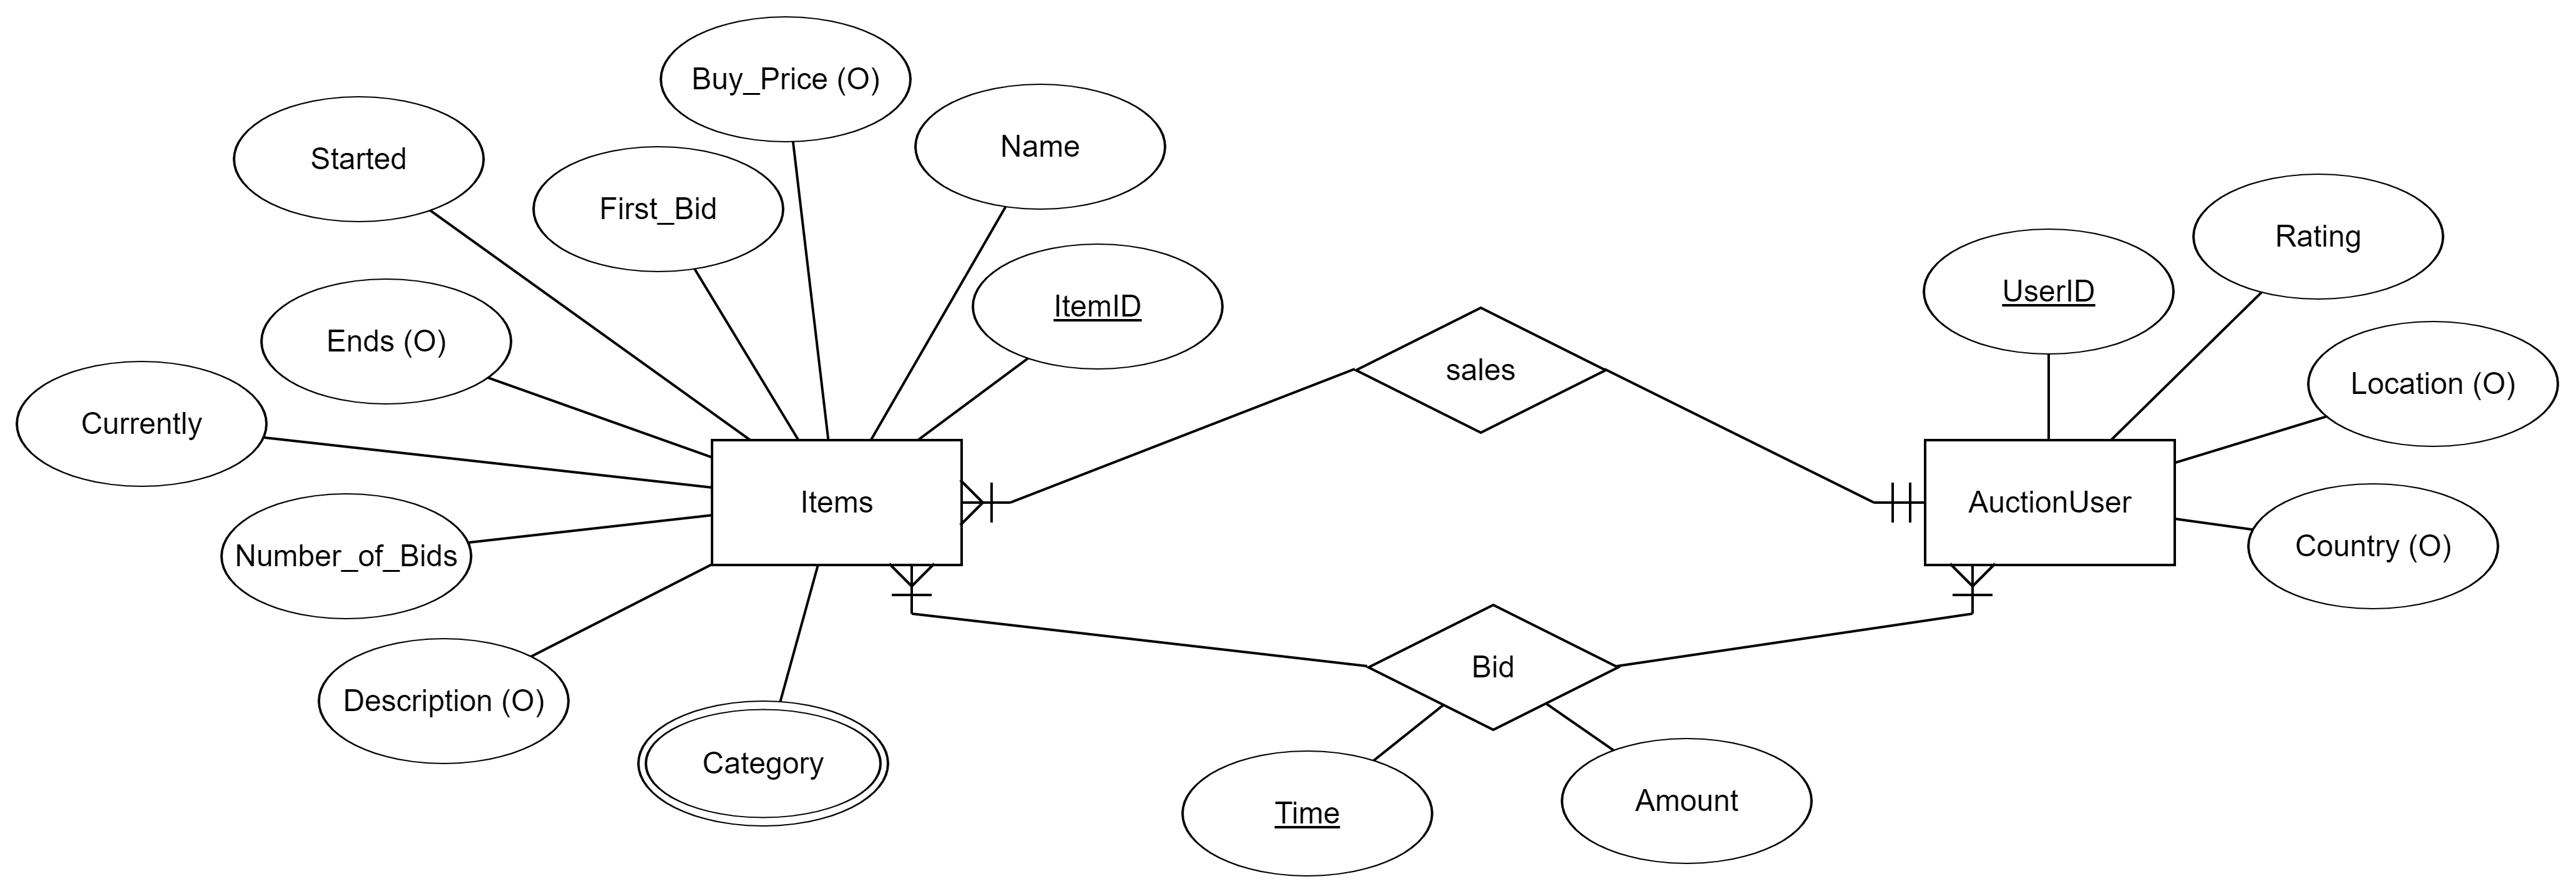 Buy_Price (O)
Started
Name
First_Bid
Rating
UserID
ItemID
Ends (O)
sales
Location (O)
Currently
Items
AuctionUser
Country (O)
Number_of_Bids
Bid
Description (O)
Category
Amount
Time